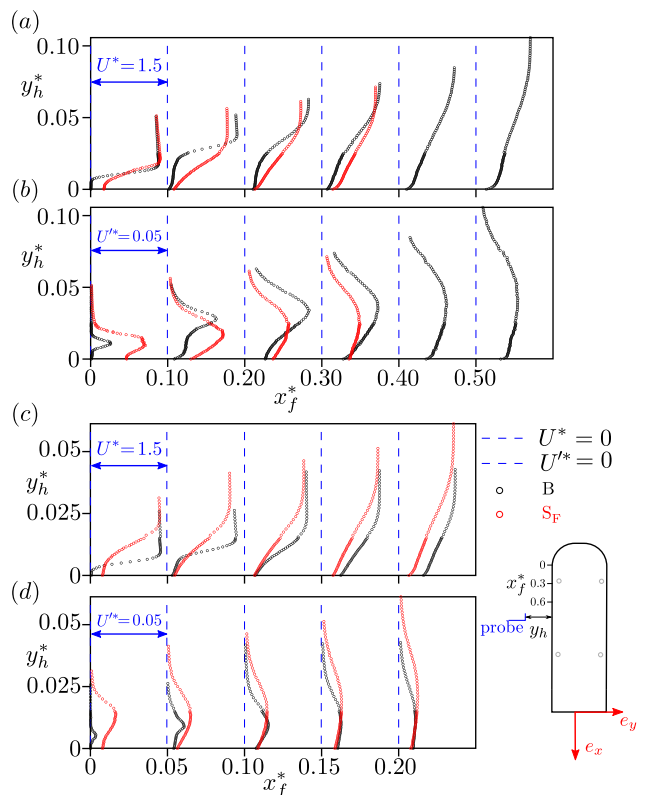 (a)
0.10
U* = 1.5
y*h
0.05
0
(b)
0.10
U′* = 0.05
y*h
0.05
0
0 0.10 0.20 0.30 0.40 0.50
x*f
(c)
0.05
U* = 1.5
y*h
0.025
0
U* = 0
U′* = 0
B
SF
(d)
0.05
U′* = 0.05
y*h
0.025
0
0 0.05 0.10 0.15 0.20
x*f
x*f
0
0.3
0.6
probe
yh
ey
ex